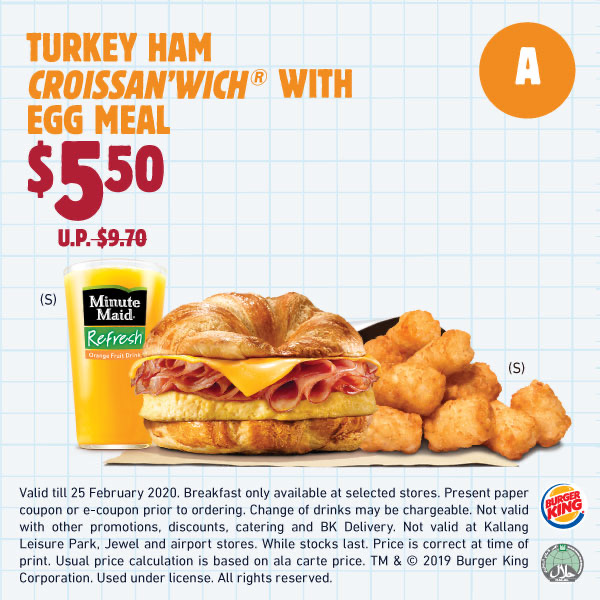 TURKEY HAM
CROISSAN'WICH® WITH
EGG MEAL
A
$5.50
U.P. $9.70
(S)
Minute
Maid
Refresh
Orange Fruit Drink
(S)
Valid till 25 February 2020. Breakfast only available at selected stores. Present paper
coupon or e-coupon prior to ordering. Change of drinks may be chargeable. Not valid
with other promotions, discounts, catering and BK Delivery. Not valid at Kallang
Leisure Park, Jewel and airport stores. While stocks last. Price is correct at time of
print. Usual price calculation is based on ala carte price. TM & © 2019 Burger King
Corporation. Used under license. All rights reserved.
BURGER
KING